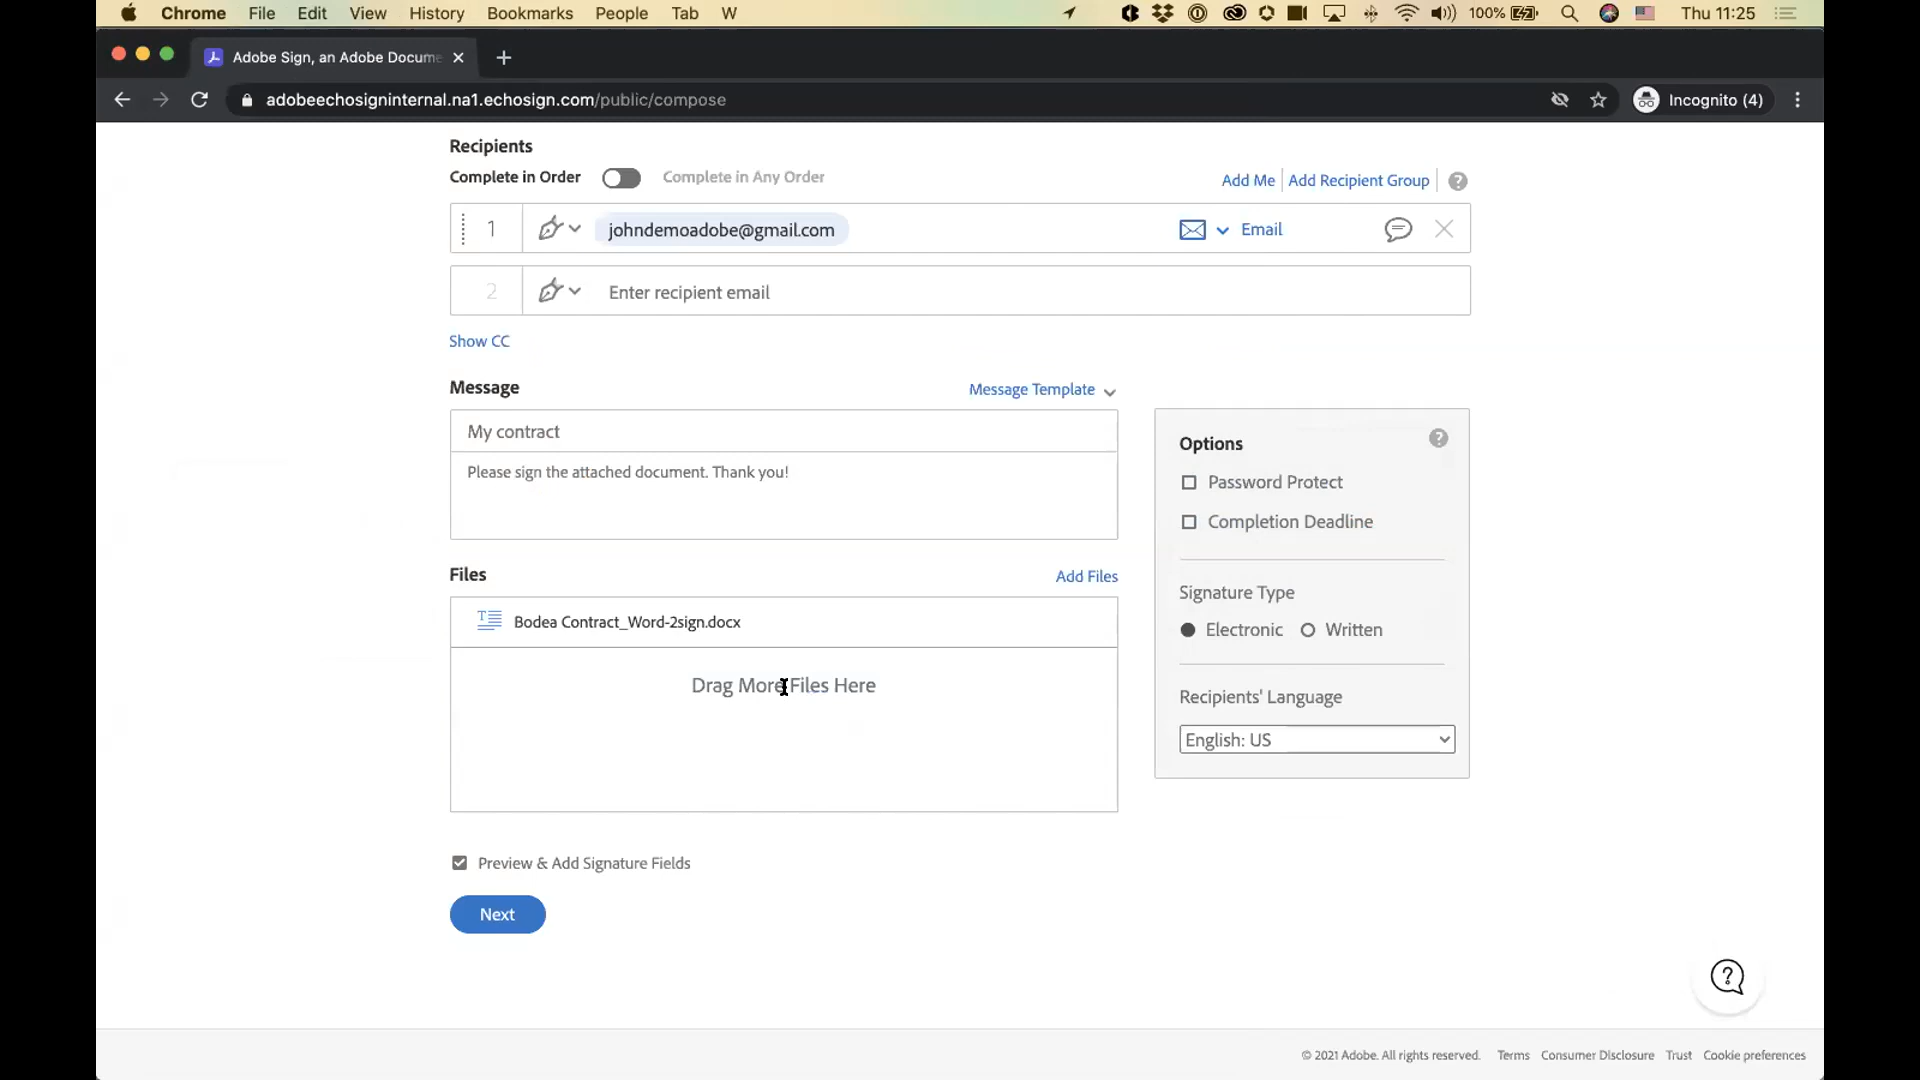 Chrome File Edit View History Bookmarks People Tab W 100% Thu 11:25
Adobe Sign, an Adobe Docume
adobeechosigninternal.na1.echosign.com/public/compose Incognito (4)
Recipients
Complete in Order Complete in Any Order Add Me Add Recipient Group
1 johndemoadobe@gmail.com Email
2 Enter recipient email
Show CC
Message Message Template
My contract
Please sign the attached document. Thank you!
Options
Password Protect
Completion Deadline
Signature Type
Electronic Written
Recipients' Language
English: US
Files Add Files
Bodea Contract_Word-2sign.docx
Drag More Files Here
Preview & Add Signature Fields
Next
© 2021 Adobe. All rights reserved. Terms Consumer Disclosure Trust Cookie preferences